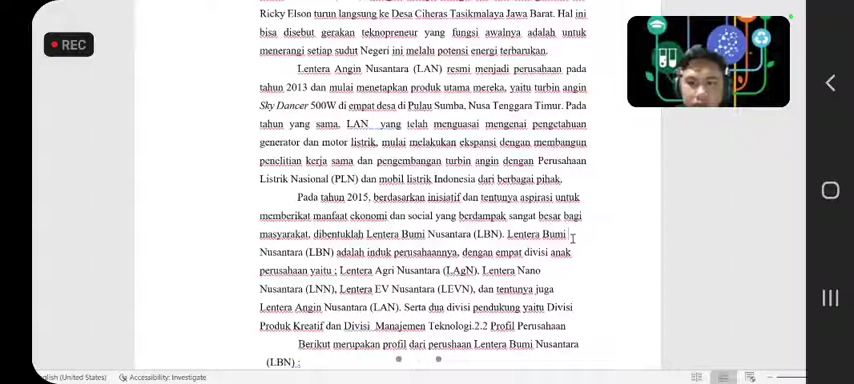 REC
Ricky Elson turun langsung ke Desa Ciheras Tasikmalaya Jawa Barat. Hal ini
bisa disebut gerakan teknopreneur yang fungsi awalnya adalah untuk
menerangi setiap sudut Negeri ini melalu potensi energi terbarukan.
Lentera Angin Nusantara (LAN) resmi menjadi perusahaan pada
tahun 2013 dan mulai menetapkan produk utama mereka, yaitu turbin angin
Sky Dancer 500W di empat desa di Pulau Sumba, Nusa Tenggara Timur. Pada
tahun yang sama, LAN yang telah menguasai mengenai pengetahuan
generator dan motor listrik, mulai melakukan ekspansi dengan membangun
penelitian kerja sama dan pengembangan turbin angin dengan Perusahaan
Listrik Nasional (PLN) dan mobil listrik Indonesia dari berbagai pihak.
Pada tahun 2015, berdasarkan inisiatif dan tentunya aspirasi untuk
memberikat manfaat ekonomi dan social yang berdampak sangat besar bagi
masyarakat, dibentuklah Lentera Bumi Nusantara (LBN). Lentera Bumi
Nusantara (LBN) adalah induk perusahaannya, dengan empat divisi anak
perusahaan yaitu ; Lentera Agri Nusantara (LAgN), Lentera Nano
Nusantara (LNN), Lentera EV Nusantara (LEVN), dan tentunya juga
Lentera Angin Nusantara (LAN). Serta dua divisi pendukung yaitu Divisi
Produk Kreatif dan Divisi Manajemen Teknologi.2.2 Profil Perusahaan
Berikut merupakan profil dari perushaan Lentera Bumi Nusantara
(LBN) :
nglish (United States) Accessibility: Investigate